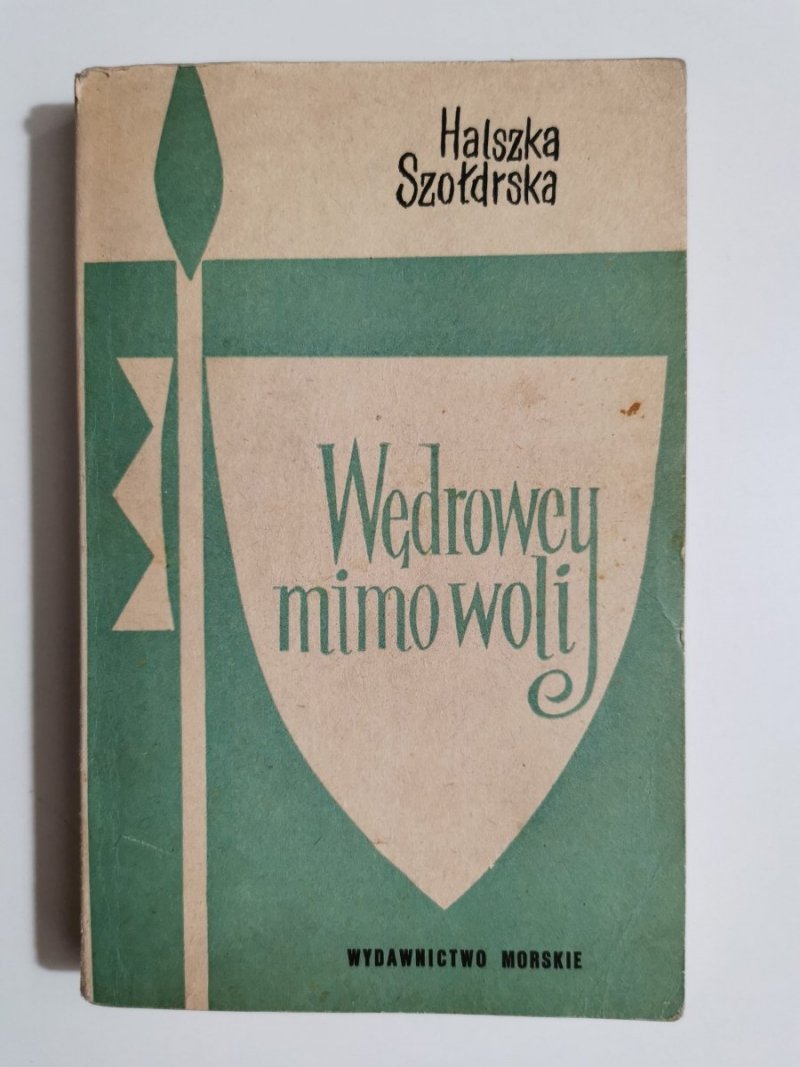 Halszka
Szołdrska
Wędrowcy
mimo woli
WYDAWNICTWO MORSKIE